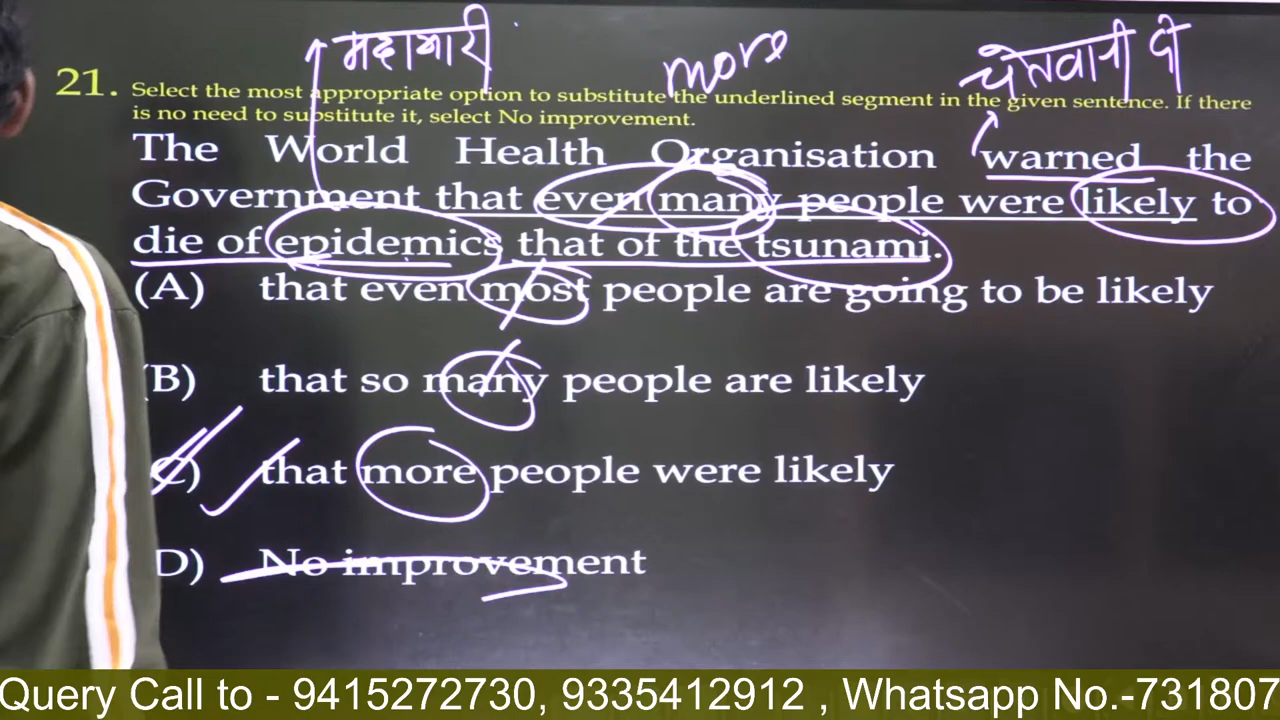 महामारी more चेतवानी दी
21. Select the most appropriate option to substitute the underlined segment in the given sentence. If there
is no need to substitute it, select No improvement.
The World Health Organisation warned the
Government that even many people were likely to
die of epidemics that of the tsunami.
(A) that even most people are going to be likely
(B) that so many people are likely
(C) that more people were likely
D) No improvement
Query Call to - 9415272730, 9335412912 , Whatsapp No.-731807